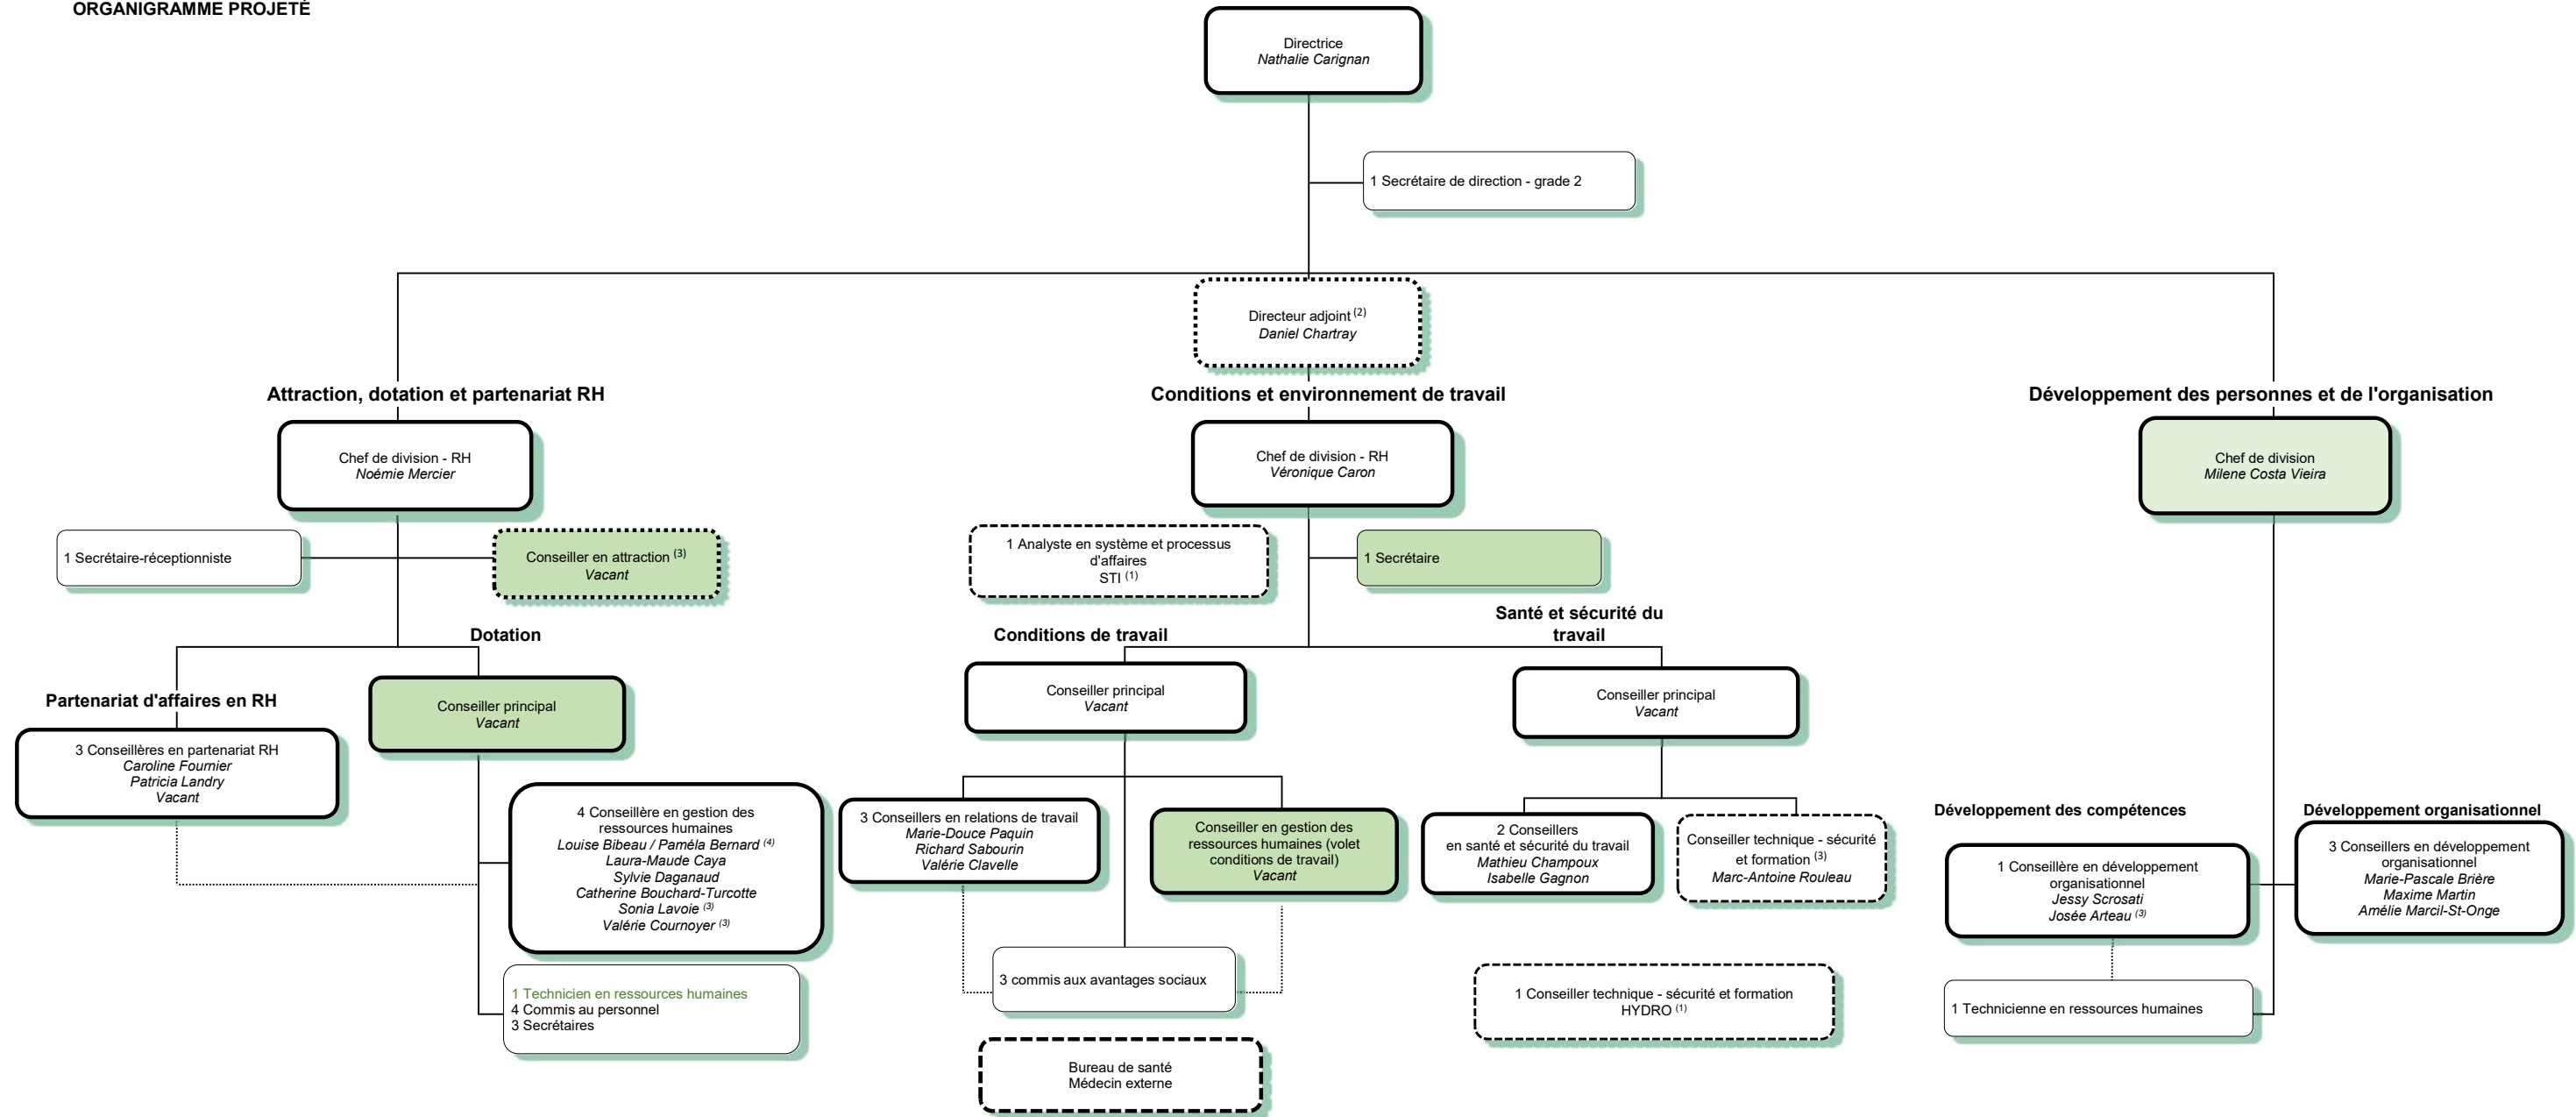 ORGANIGRAMME PROJETÉ
Directrice
Nathalie Carignan
1 Secrétaire de direction - grade 2
Directeur adjoint (2)
Daniel Chartray
Attraction, dotation et partenariat RH
Chef de division - RH
Noémie Mercier
1 Secrétaire-réceptionniste
Conseiller en attraction (3)
Vacant
Partenariat d'affaires en RH
3 Conseillères en partenariat RH
Caroline Fournier
Patricia Landry
Vacant
Dotation
Conseiller principal
Vacant
4 Conseillère en gestion des
ressources humaines
Louise Bibeau / Paméla Bernard (4)
Laura-Maude Caya
Sylvie Daganaud
Catherine Bouchard-Turcotte
Sonia Lavoie (3)
Valérie Cournoyer (3)
1 Technicien en ressources humaines
4 Commis au personnel
3 Secrétaires
Conditions et environnement de travail
Chef de division - RH
Véronique Caron
1 Analyste en système et processus
d'affaires
STI (1)
1 Secrétaire
Conditions de travail
Conseiller principal
Vacant
3 Conseillers en relations de travail
Marie-Douce Paquin
Richard Sabourin
Valérie Clavelle
Conseiller en gestion des
ressources humaines (volet
conditions de travail)
Vacant
3 commis aux avantages sociaux
Bureau de santé
Médecin externe
Santé et sécurité du
travail
Conseiller principal
Vacant
2 Conseillers
en santé et sécurité du travail
Mathieu Champoux
Isabelle Gagnon
Conseiller technique - sécurité
et formation (3)
Marc-Antoine Rouleau
1 Conseiller technique - sécurité et formation
HYDRO (1)
Développement des personnes et de l'organisation
Chef de division
Milene Costa Vieira
Développement des compétences
1 Conseillère en développement
organisationnel
Jessy Scrosati
Josée Arteau (3)
1 Technicienne en ressources humaines
Développement organisationnel
3 Conseillers en développement
organisationnel
Marie-Pascale Brière
Maxime Martin
Amélie Marcil-St-Onge